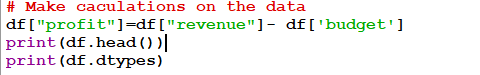 # Make caculations on the data
df["profit"]=df["revenue"]- df['budget']
print(df.head())
print(df.dtypes)